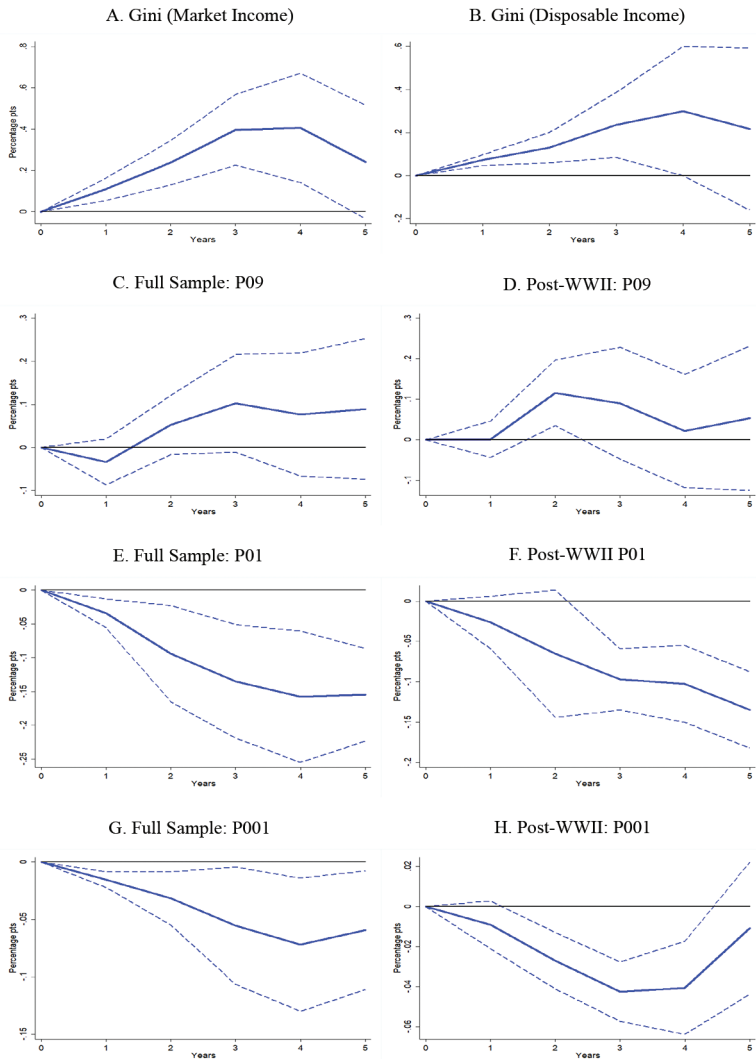 A. Gini (Market Income)
Percentage pts
.8
.6
.4
.2
0
0 1 2 3 4 5
Years
B. Gini (Disposable Income)
Percentage pts
.6
.4
.2
0
-.2
0 1 2 3 4 5
Years
C. Full Sample: P09
Percentage pts
.3
.2
.1
0
-.1
0 1 2 3 4 5
Years
D. Post-WWII: P09
Percentage pts
.3
.2
.1
0
-.1
0 1 2 3 4 5
Years
E. Full Sample: P01
Percentage pts
0
-.05
-.1
-.15
-.2
-.25
0 1 2 3 4 5
Years
F. Post-WWII P01
Percentage pts
0
-.05
-.1
-.15
-.2
0 1 2 3 4 5
Years
G. Full Sample: P001
Percentage pts
0
-.05
-.1
-.15
0 1 2 3 4 5
Years
H. Post-WWII: P001
Percentage pts
.02
0
-.02
-.04
-.06
0 1 2 3 4 5
Years